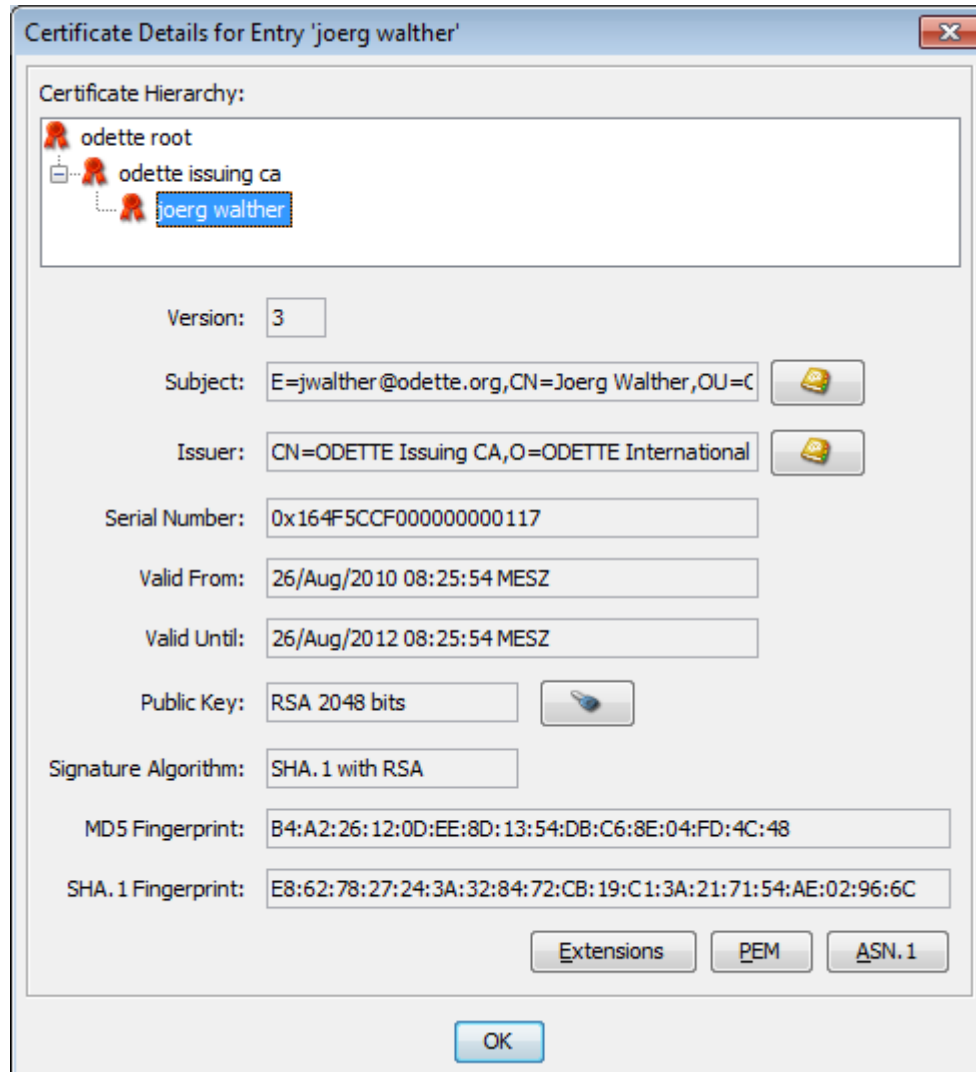 Certificate Details for Entry 'joerg walther'
Certificate Hierarchy:
odette root
odette issuing ca
joerg walther
Version: 3
Subject: E=jwalther@odette.org,CN=Joerg Walther,OU=C
Issuer: CN=ODETTE Issuing CA,O=ODETTE International
Serial Number: 0x164F5CCF000000000117
Valid From: 26/Aug/2010 08:25:54 MESZ
Valid Until: 26/Aug/2012 08:25:54 MESZ
Public Key: RSA 2048 bits
Signature Algorithm: SHA.1 with RSA
MD5 Fingerprint: B4:A2:26:12:0D:EE:8D:13:54:DB:C6:8E:04:FD:4C:48
SHA.1 Fingerprint: E8:62:78:27:24:3A:32:84:72:CB:19:C1:3A:21:71:54:AE:02:96:6C
Extensions PEM ASN.1
OK